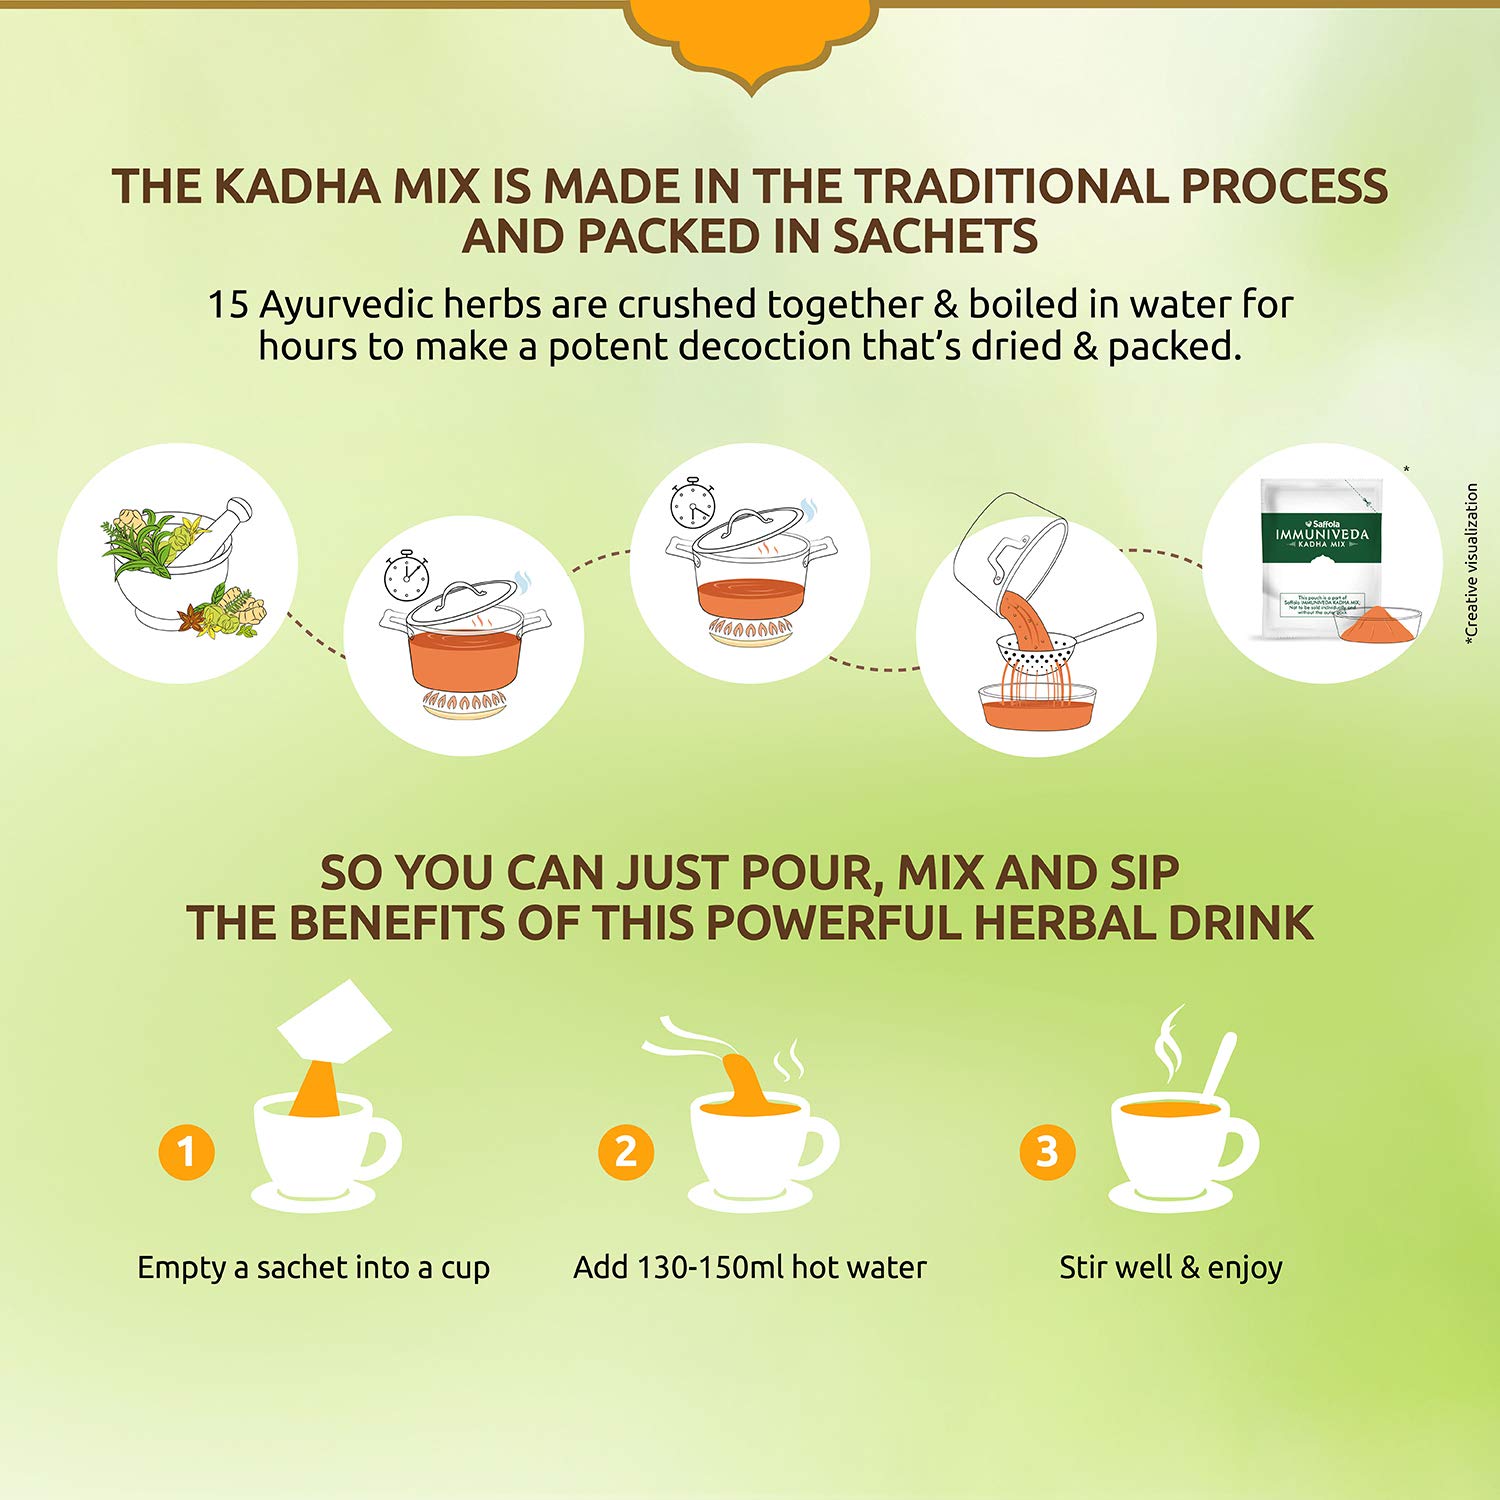 THE KADHA MIX IS MADE IN THE TRADITIONAL PROCESS
AND PACKED IN SACHETS
15 Ayurvedic herbs are crushed together & boiled in water for
hours to make a potent decoction that's dried & packed.
*
Saffola
IMMUNIVEDA
KADHA MIX
This pouch is a part of
Saffola IMMUNIVEDA KADHA MIX.
Not to be sold individually and
without the outer pack.
*Creative visualization
SO YOU CAN JUST POUR, MIX AND SIP
THE BENEFITS OF THIS POWERFUL HERBAL DRINK
1
Empty a sachet into a cup
2
Add 130-150ml hot water
3
Stir well & enjoy